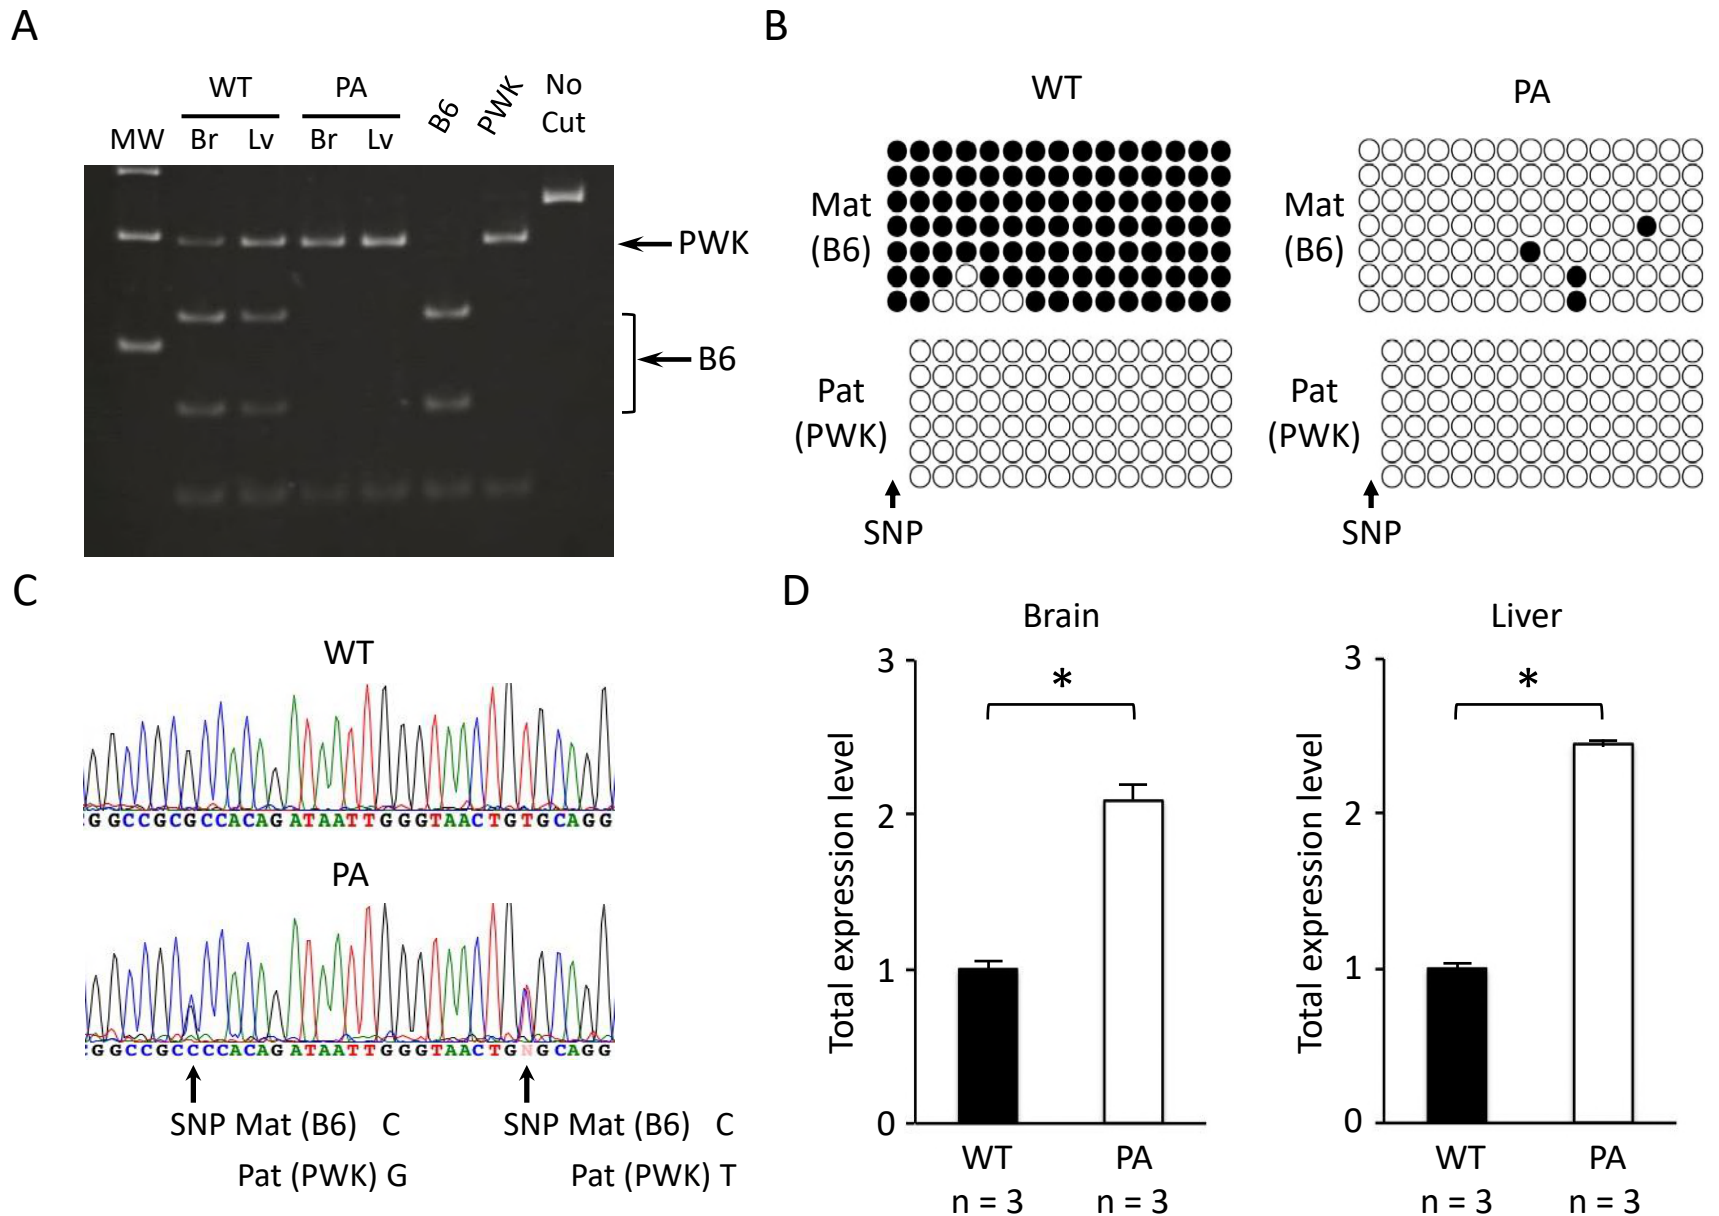 A
WT
PA
B6
PWK
No
Cut
MW
Br
Lv
Br
Lv
PWK
B6
B
WT
PA
Mat
(B6)
Mat
(B6)
Pat
(PWK)
Pat
(PWK)
SNP
SNP
C
WT
GGCCGCGCCACAGATAATTGGGTAACTGTGCAGG
PA
GGCCGCCCCACAGATAATTGGGTAACTGNGCAGG
SNP Mat (B6) C
Pat (PWK) G
SNP Mat (B6) C
Pat (PWK) T
D
Brain
Liver
Total expression level
3
2
1
0
*
WT
PA
n = 3
n = 3
Total expression level
3
2
1
0
*
WT
PA
n = 3
n = 3